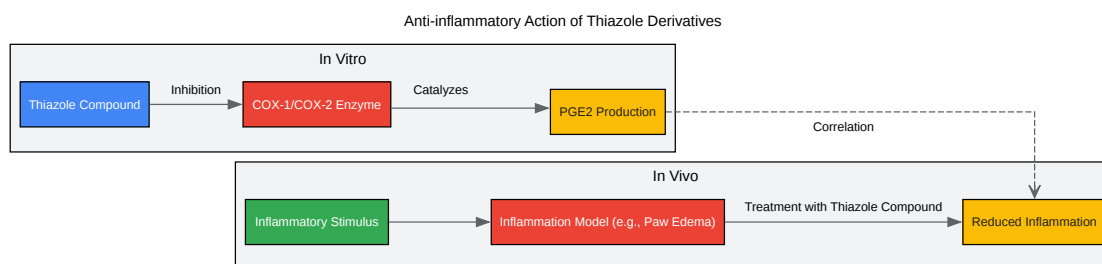 Anti-inflammatory Action of Thiazole Derivatives
In Vitro
Thiazole Compound
Inhibition
COX-1/COX-2 Enzyme
Catalyzes
PGE2 Production
Correlation
In Vivo
Inflammatory Stimulus
Inflammation Model (e.g., Paw Edema)
Treatment with Thiazole Compound
Reduced Inflammation